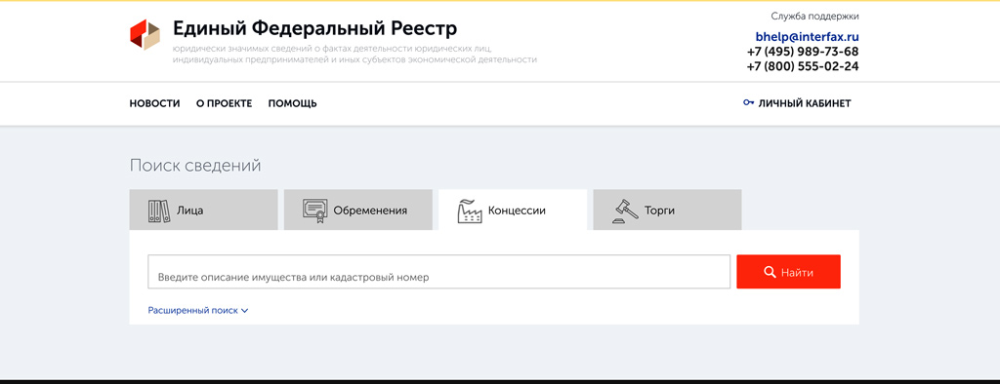 Единый Федеральный Реестр
юридически значимых сведений о фактах деятельности юридических лиц,
индивидуальных предпринимателей и иных субъектов экономической деятельности
Служба поддержки
bhelp@interfax.ru
+7 (495) 989-73-68
+7 (800) 555-02-24
НОВОСТИ О ПРОЕКТЕ ПОМОЩЬ
ЛИЧНЫЙ КАБИНЕТ
Поиск сведений
Лица
Обременения
Концессии
Торги
Введите описание имущества или кадастровый номер
Найти
Расширенный поиск